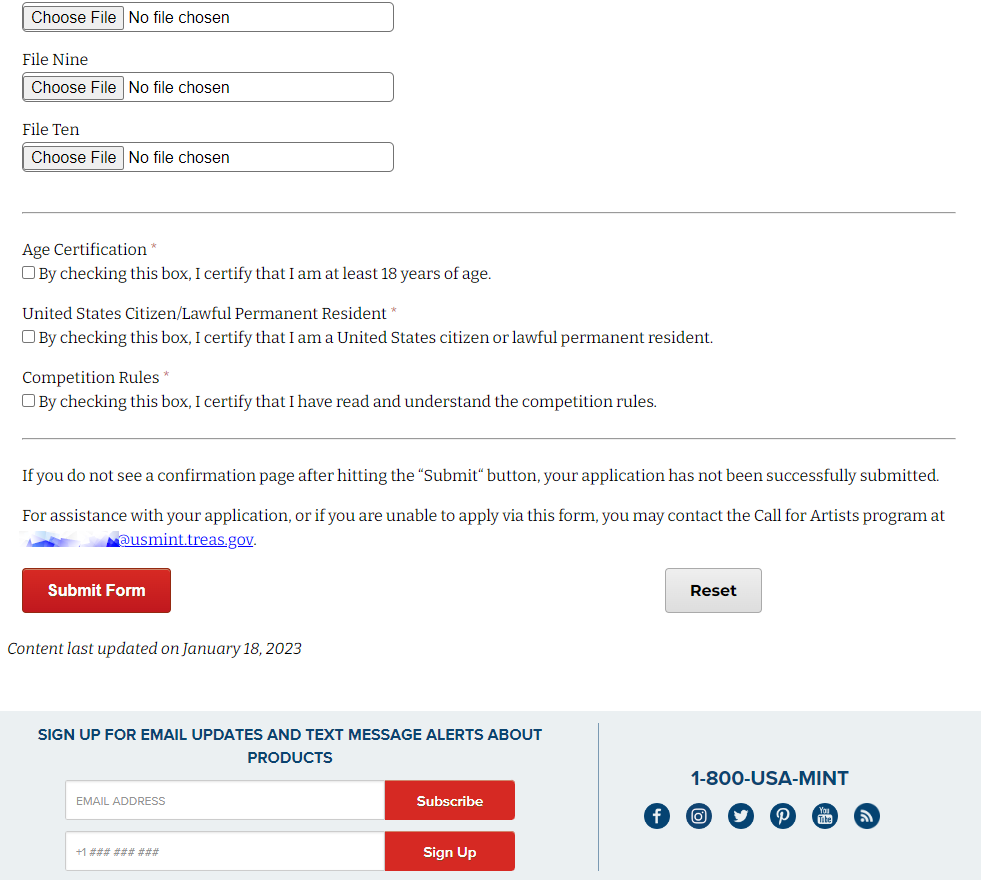 Choose File No file chosen
File Nine
Choose File No file chosen
File Ten
Choose File No file chosen
Age Certification *
By checking this box, I certify that I am at least 18 years of age.
United States Citizen/Lawful Permanent Resident *
By checking this box, I certify that I am a United States citizen or lawful permanent resident.
Competition Rules *
By checking this box, I certify that I have read and understand the competition rules.
If you do not see a confirmation page after hitting the “Submit“ button, your application has not been successfully submitted.
For assistance with your application, or if you are unable to apply via this form, you may contact the Call for Artists program at
@usmint.treas.gov.
Submit Form
Reset
Content last updated on January 18, 2023
SIGN UP FOR EMAIL UPDATES AND TEXT MESSAGE ALERTS ABOUT
PRODUCTS
EMAIL ADDRESS
Subscribe
+1 ### ### ###
Sign Up
1-800-USA-MINT
You
Tube